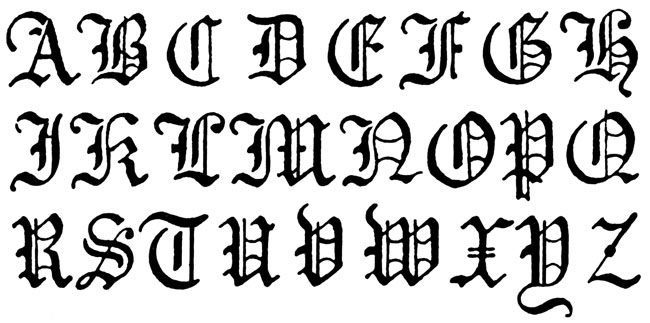 A B C D E F G H
I K L M N O P Q
R S T U V W X Y Z